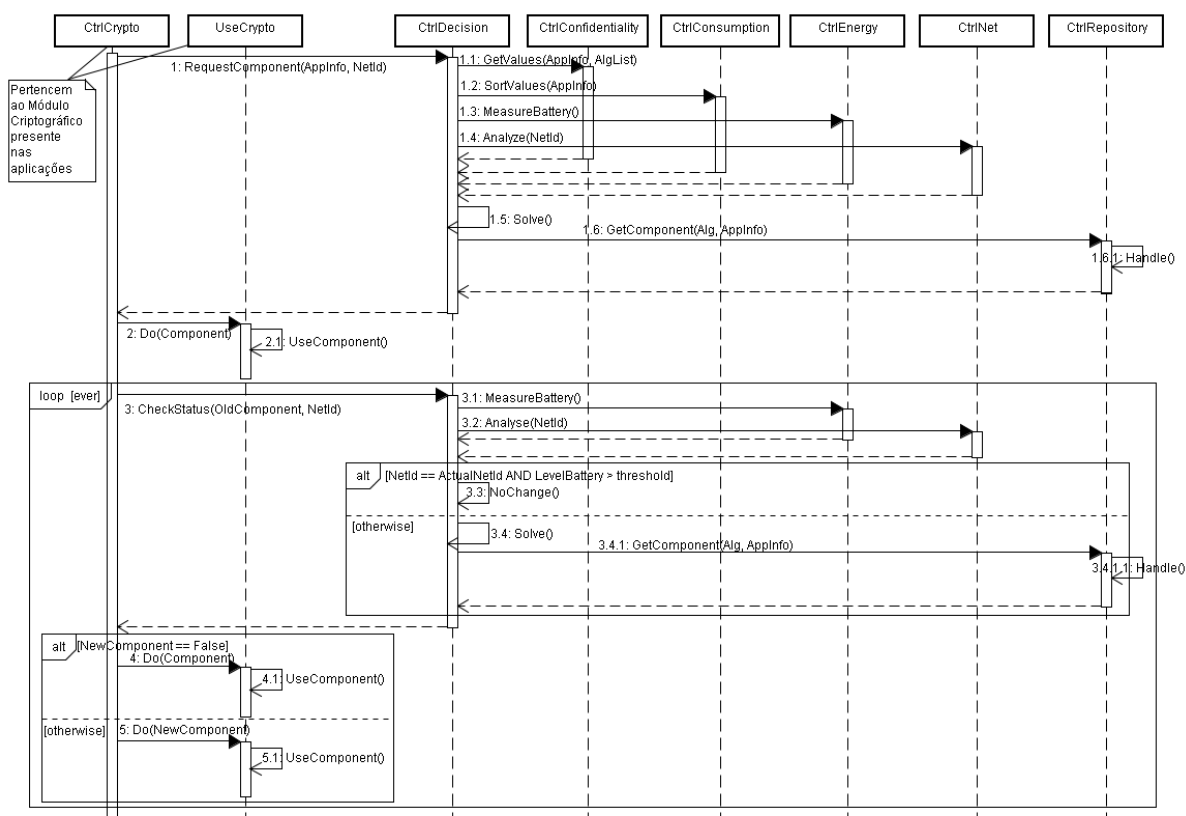 CtrlCrypto
UseCrypto
CtrlDecision
CtrlConfidentiality
CtrlConsumption
CtrlEnergy
CtrlNet
CtrlRepository
Pertencem
ao Módulo
Criptográfico
presente
nas
aplicações
1: RequestComponent(AppInfo, NetId)
1.1: GetValues(AppInfo, AlgList)
1.2: SortValues(AppInfo)
1.3: MeasureBattery()
1.4: Analyze(NetId)
1.5: Solve()
1.6: GetComponent(Alg, AppInfo)
1.6.1: Handle()
2: Do(Component)
2.1: UseComponent()
loop [ever]
3: CheckStatus(OldComponent, NetId)
3.1: MeasureBattery()
3.2: Analyse(NetId)
alt [NetId == ActualNetId AND LevelBattery > threshold]
3.3: NoChange()
[otherwise]
3.4: Solve()
3.4.1: GetComponent(Alg, AppInfo)
3.4.1.1: Handle()
alt [NewComponent == False]
4: Do(Component)
4.1: UseComponent()
[otherwise]
5: Do(NewComponent)
5.1: UseComponent()